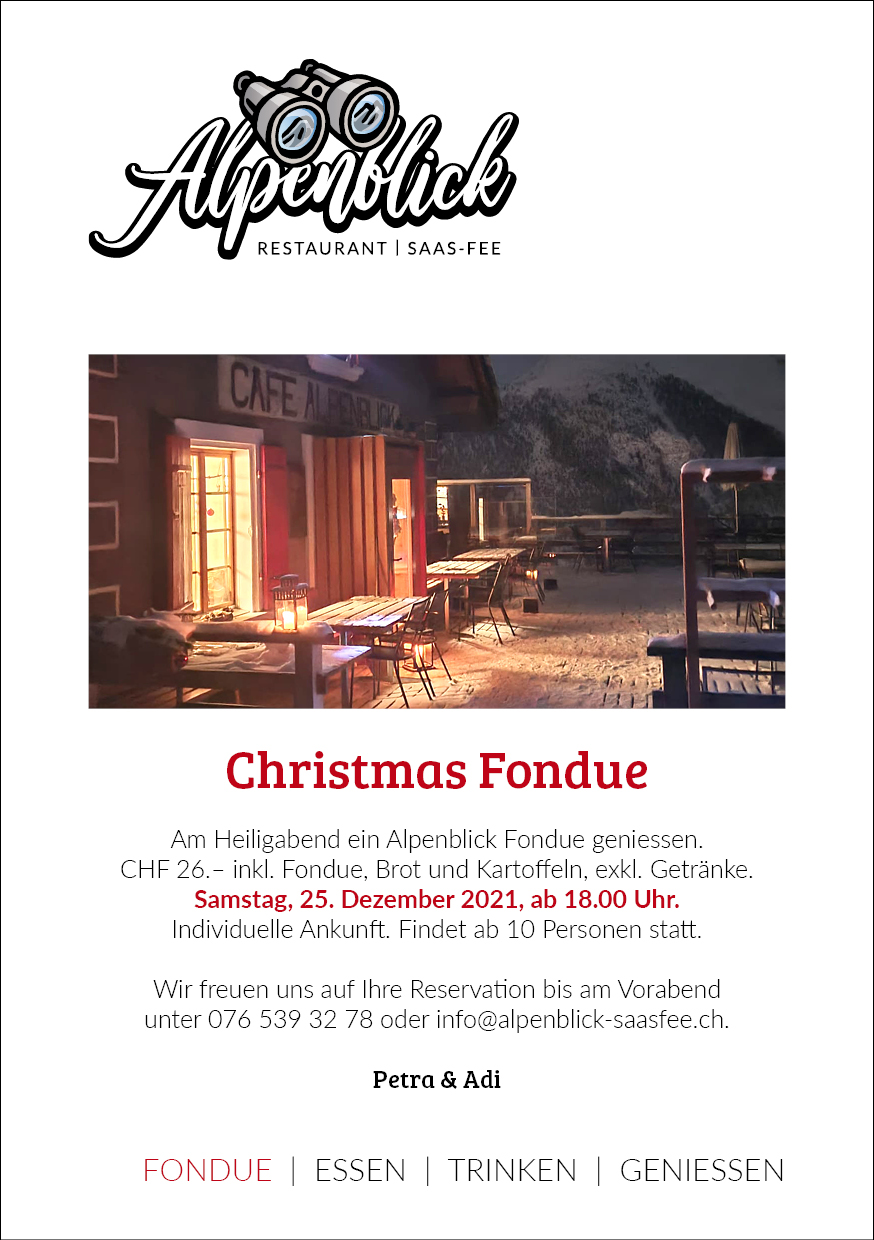 Alpenblick
RESTAURANT | SAAS-FEE
CAFE ALPENBLICK
Christmas Fondue
Am Heiligabend ein Alpenblick Fondue geniessen.
CHF 26.– inkl. Fondue, Brot und Kartoffeln, exkl. Getränke.
Samstag, 25. Dezember 2021, ab 18.00 Uhr.
Individuelle Ankunft. Findet ab 10 Personen statt.
Wir freuen uns auf Ihre Reservation bis am Vorabend
unter 076 539 32 78 oder info@alpenblick-saasfee.ch.
Petra & Adi
FONDUE | ESSEN | TRINKEN | GENIESSEN